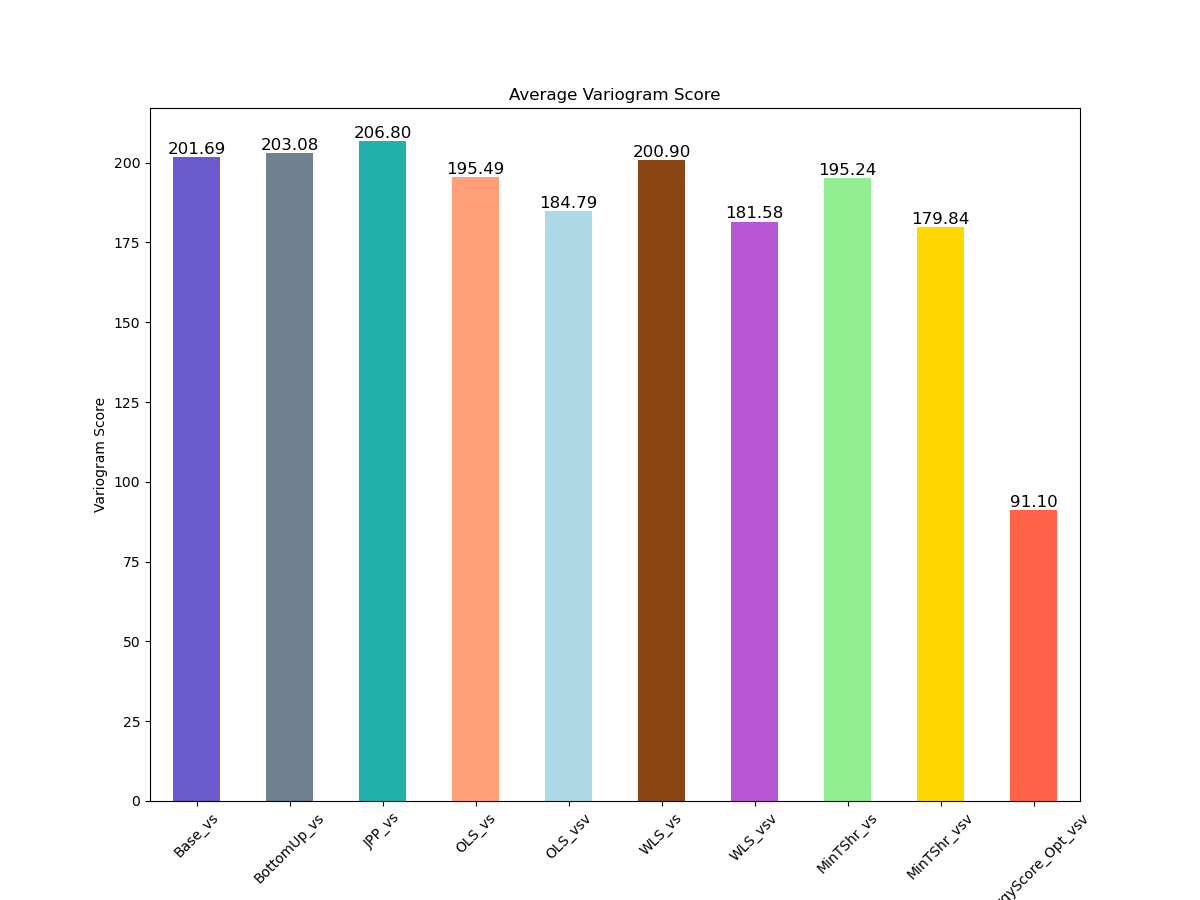 Average Variogram Score
206.80
203.08
201.69
200.90
195.49
195.24
184.79
181.58
179.84
91.10
200
175
150
125
100
75
50
25
0
Variogram Score
Base_vs
BottomUp_vs
JPP_vs
OLS_vs
OLS_vsv
WLS_vs
WLS_vsv
MinTShr_vs
MinTShr_vsv
gyScore_Opt_vsv